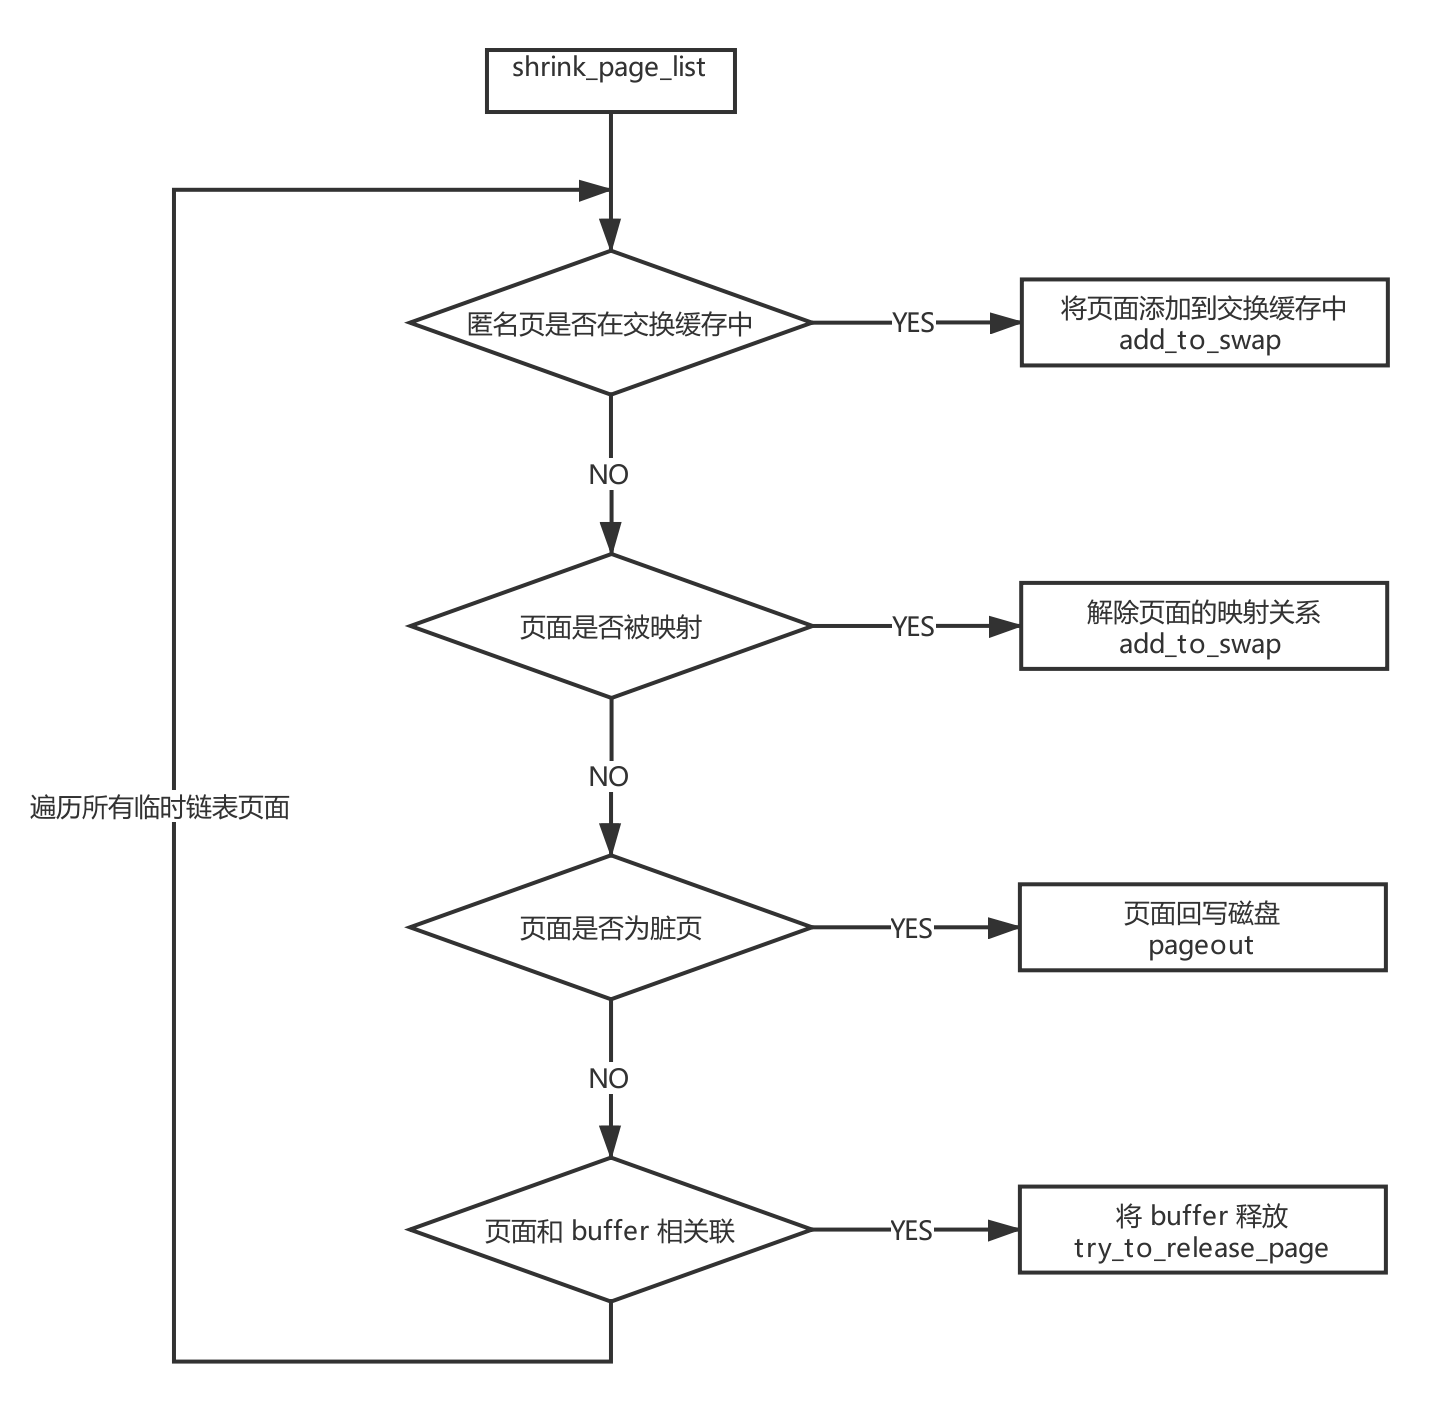 shrink_page_list
匿名页是否在交换缓存中
YES
将页面添加到交换缓存中
add_to_swap
NO
页面是否被映射
YES
解除页面的映射关系
add_to_swap
NO
遍历所有临时链表页面
页面是否为脏页
YES
页面回写磁盘
pageout
NO
页面和 buffer 相关联
YES
将 buffer 释放
try_to_release_page